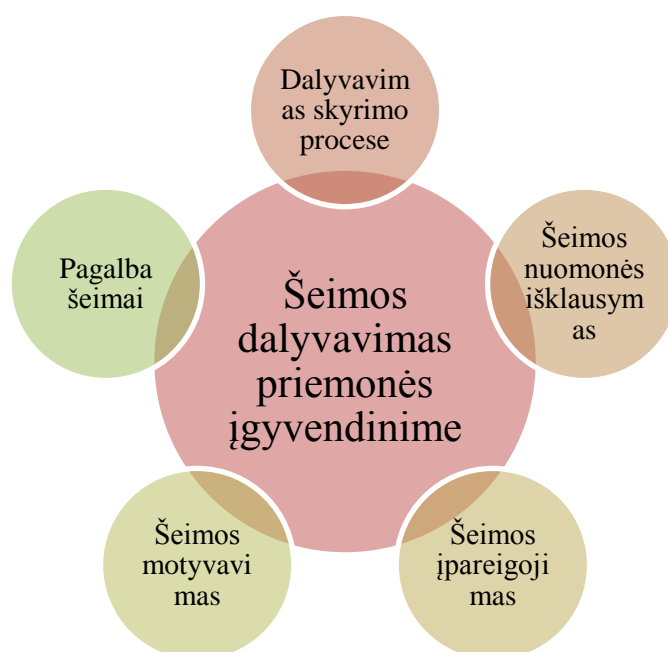 Dalyvavim
as skyrimo
procese
Šeimos
nuomonės
išklausym
as
Šeimos
įpareigoji
mas
Šeimos
motyvavi
mas
Pagalba
šeimai
Šeimos
dalyvavimas
priemonės
įgyvendinime